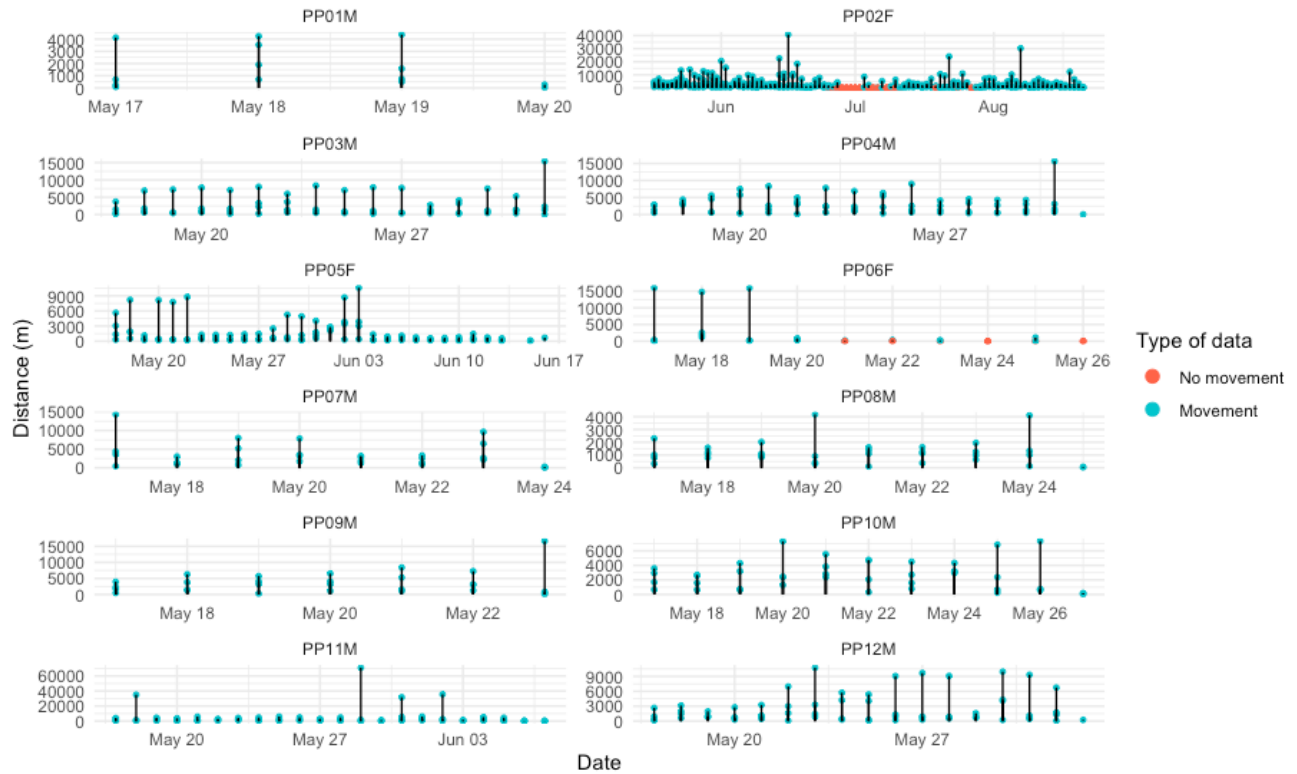 PP01M
PP02F
4000
3000
2000
1000
0
May 17 May 18 May 19 May 20
40000
30000
20000
10000
0
Jun Jul Aug
PP03M
PP04M
15000
10000
5000
0
May 20 May 27
15000
10000
5000
0
May 20 May 27
PP05F
PP06F
9000
6000
3000
0
May 20 May 27 Jun 03 Jun 10 Jun 17
15000
10000
5000
0
May 18 May 20 May 22 May 24 May 26
Distance (m)
Type of data
No movement
Movement
PP07M
PP08M
15000
10000
5000
0
May 18 May 20 May 22 May 24
4000
3000
2000
1000
0
May 18 May 20 May 22 May 24
PP09M
PP10M
15000
10000
5000
0
May 18 May 20 May 22
6000
4000
2000
0
May 18 May 20 May 22 May 24 May 26
PP11M
PP12M
60000
40000
20000
0
May 20 May 27 Jun 03
9000
6000
3000
0
May 20 May 27
Date